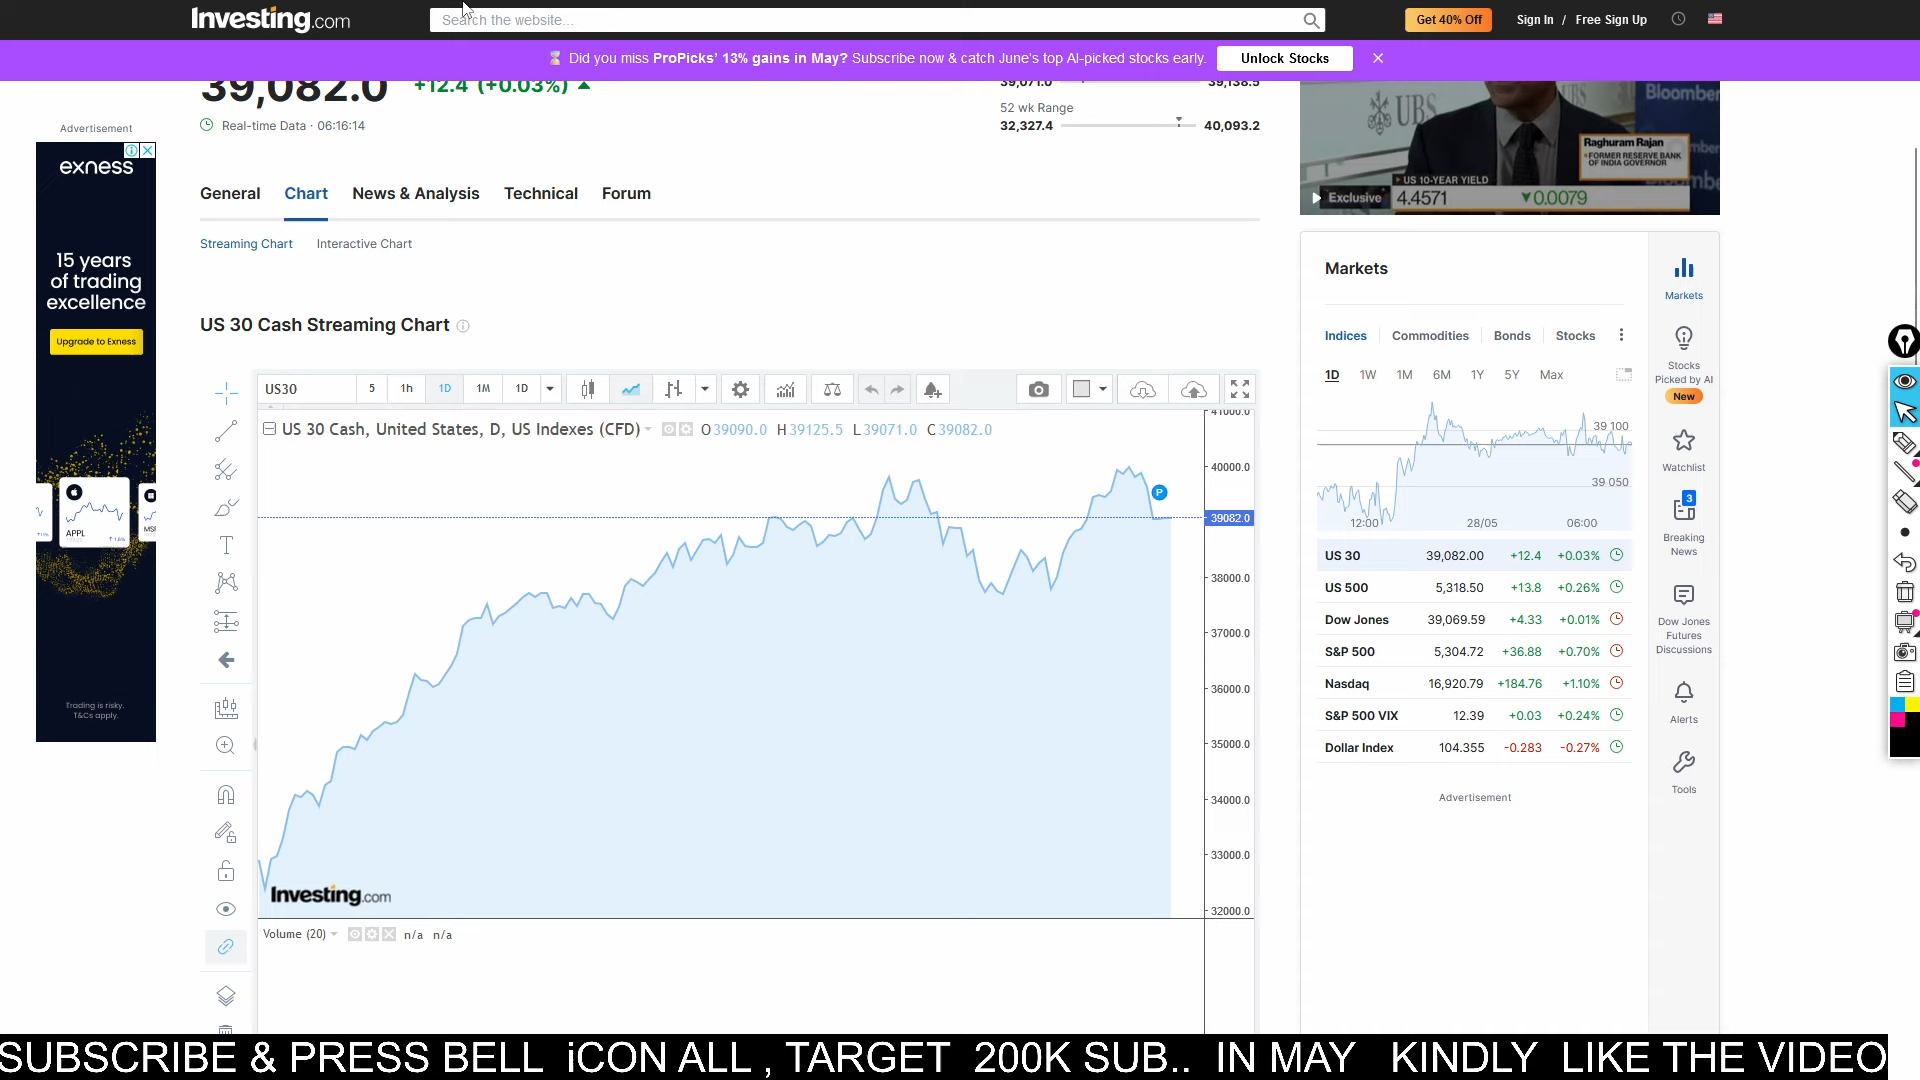 Investing.com
Search the website...
Get 40% Off
Sign In / Free Sign Up
Did you miss ProPicks' 13% gains in May? Subscribe now & catch June's top AI-picked stocks early.
Unlock Stocks
39,082.0 +12.4 (+0.03%)
Real-time Data · 06:16:14
39,071.0 39,138.5
52 wk Range
32,327.4 40,093.2
Advertisement
exness
15 years
of trading
excellence
Upgrade to Exness
APPL
Trading is risky.
T&Cs apply.
General Chart News & Analysis Technical Forum
Streaming Chart Interactive Chart
US 30 Cash Streaming Chart
US30 5 1h 1D 1M 1D
US 30 Cash, United States, D, US Indexes (CFD) O39090.0 H39125.5 L39071.0 C39082.0
41000.0
40000.0
P
39082.0
38000.0
37000.0
36000.0
35000.0
34000.0
33000.0
32000.0
Investing.com
Volume (20) n/a n/a
UBS
Bloomberg
Raghuram Rajan
FORMER RESERVE BANK
OF INDIA GOVERNOR
US 10-YEAR YIELD
Exclusive 4.4571 0.0079
Markets
Indices Commodities Bonds Stocks
1D 1W 1M 6M 1Y 5Y Max
39 100
39 050
12:00 28/05 06:00
US 30 39,082.00 +12.4 +0.03%
US 500 5,318.50 +13.8 +0.26%
Dow Jones 39,069.59 +4.33 +0.01%
S&P 500 5,304.72 +36.88 +0.70%
Nasdaq 16,920.79 +184.76 +1.10%
S&P 500 VIX 12.39 +0.03 +0.24%
Dollar Index 104.355 -0.283 -0.27%
Advertisement
Markets
Stocks
Picked by AI
New
Watchlist
3
Breaking
News
Dow Jones
Futures
Discussions
Alerts
Tools
SUBSCRIBE & PRESS BELL iCON ALL , TARGET 200K SUB.. IN MAY KINDLY LIKE THE VIDEO